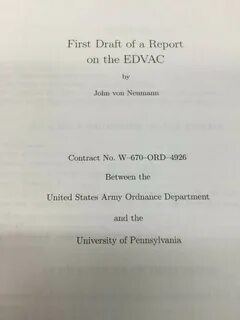 First Draft of a Report
on the EDVAC
by
John von Neumann
Contract No. W–670–ORD–4926
Between the
United States Army Ordnance Department
and the
University of Pennsylvania